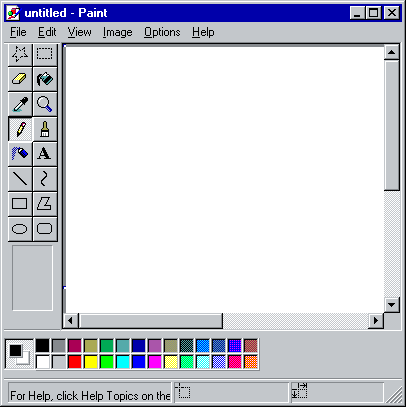 untitled - Paint
File Edit View Image Options Help
A
For Help, click Help Topics on the